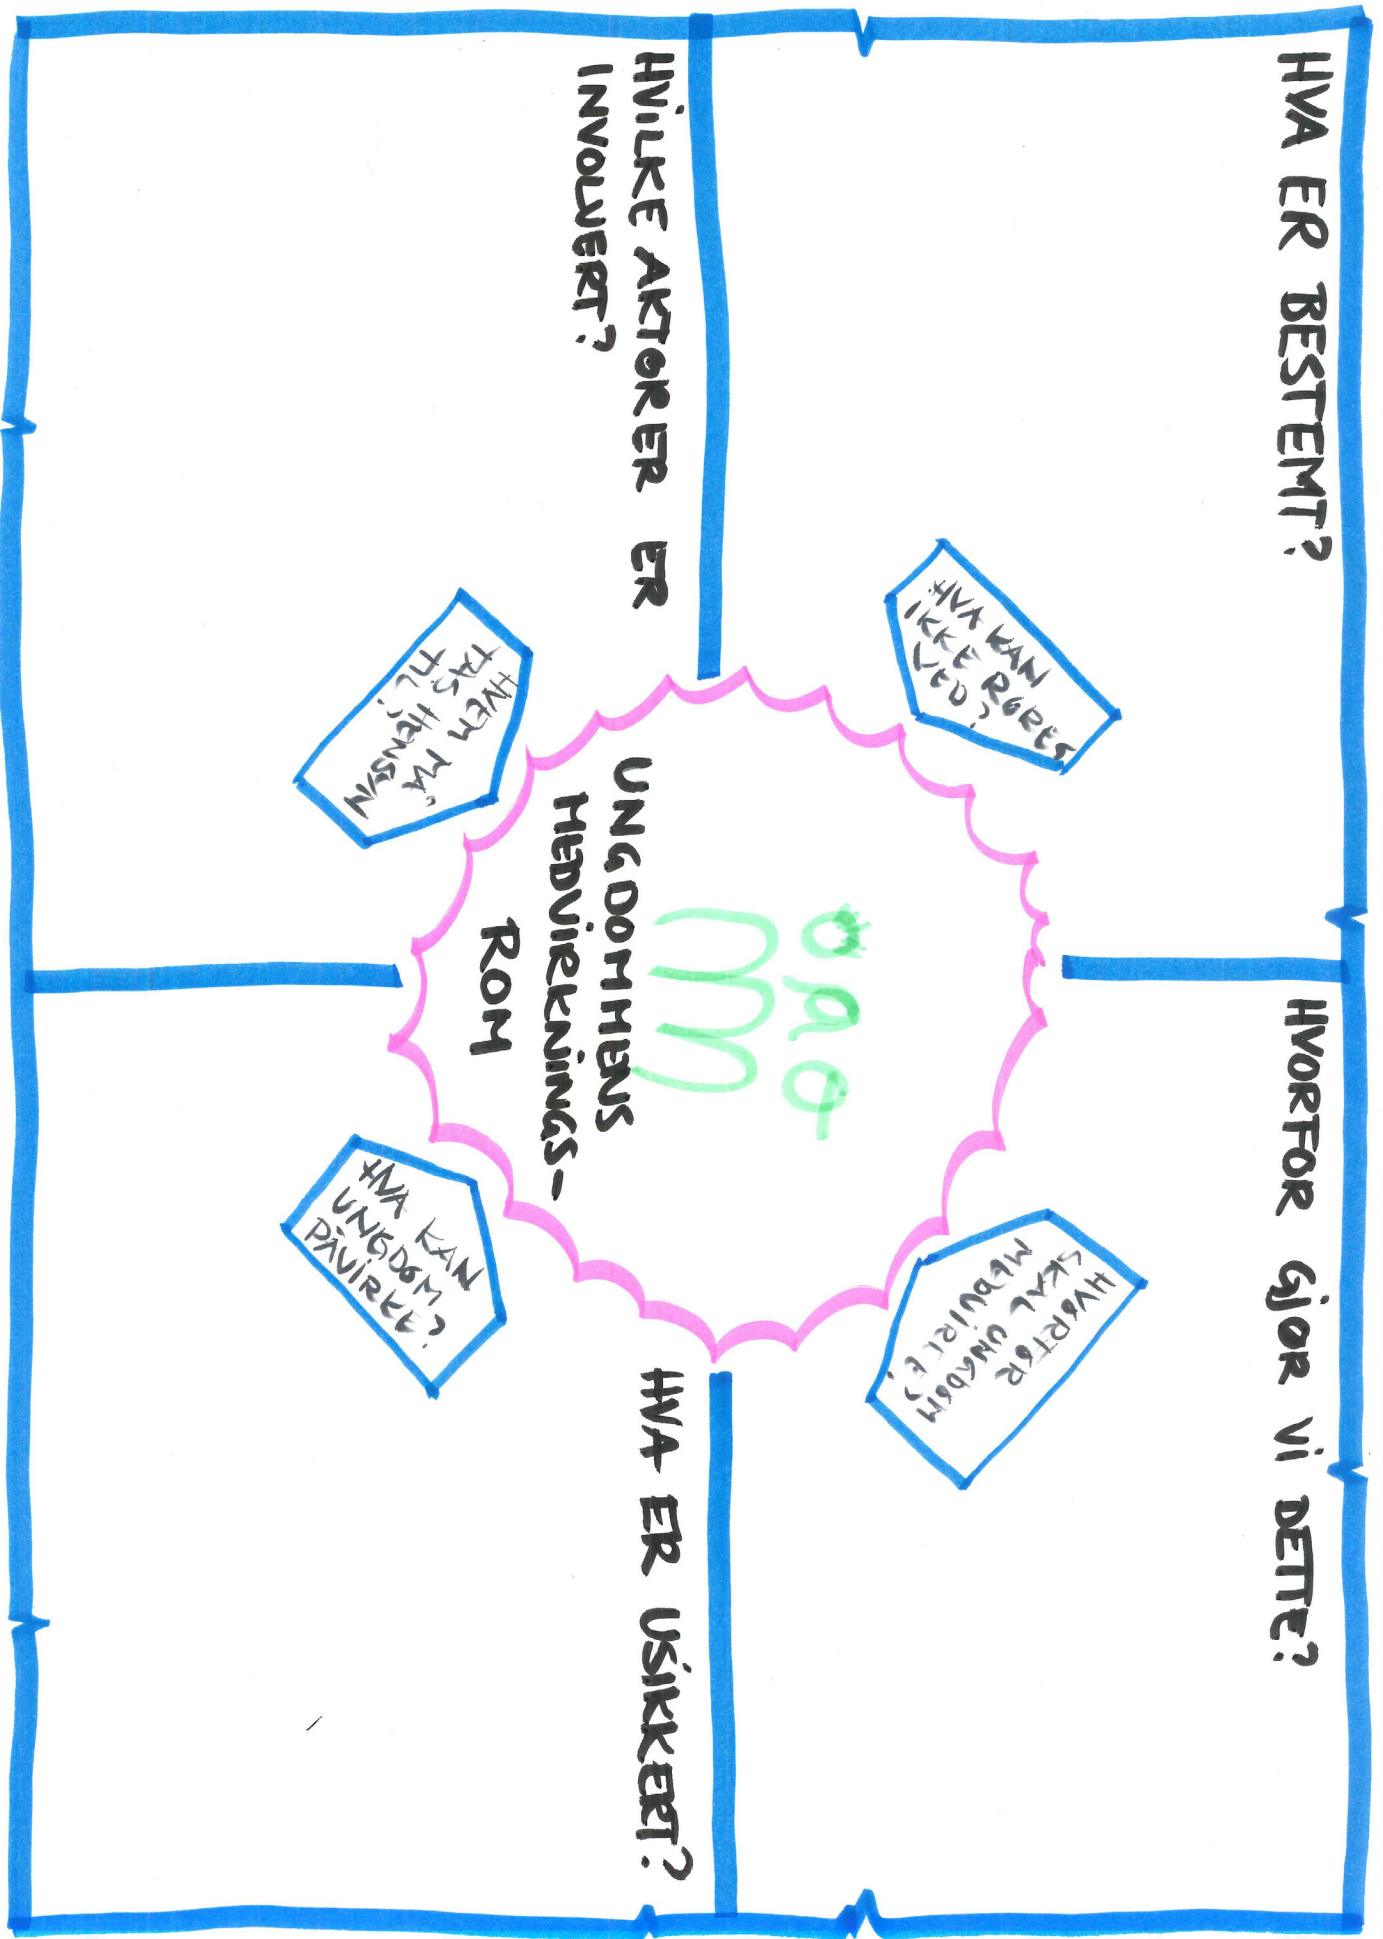 HVA ER BESTEMT?
HVORFOR GJØR Vi DETTE?
HVA KAN
IKKE RØRES
VED?
HVORFOR
SKAL UNGDOM
MEDVIRKE?
UNGDOMMENS
MEDVIRKNINGS-
ROM
HVILKE AKTØRER ER
INVOLVERT?
HVA ER USIKKERT?
HVEM MÅ
TAS HENSYN
TIL?
HVA KAN
UNGDOM
PÅVIRKE?